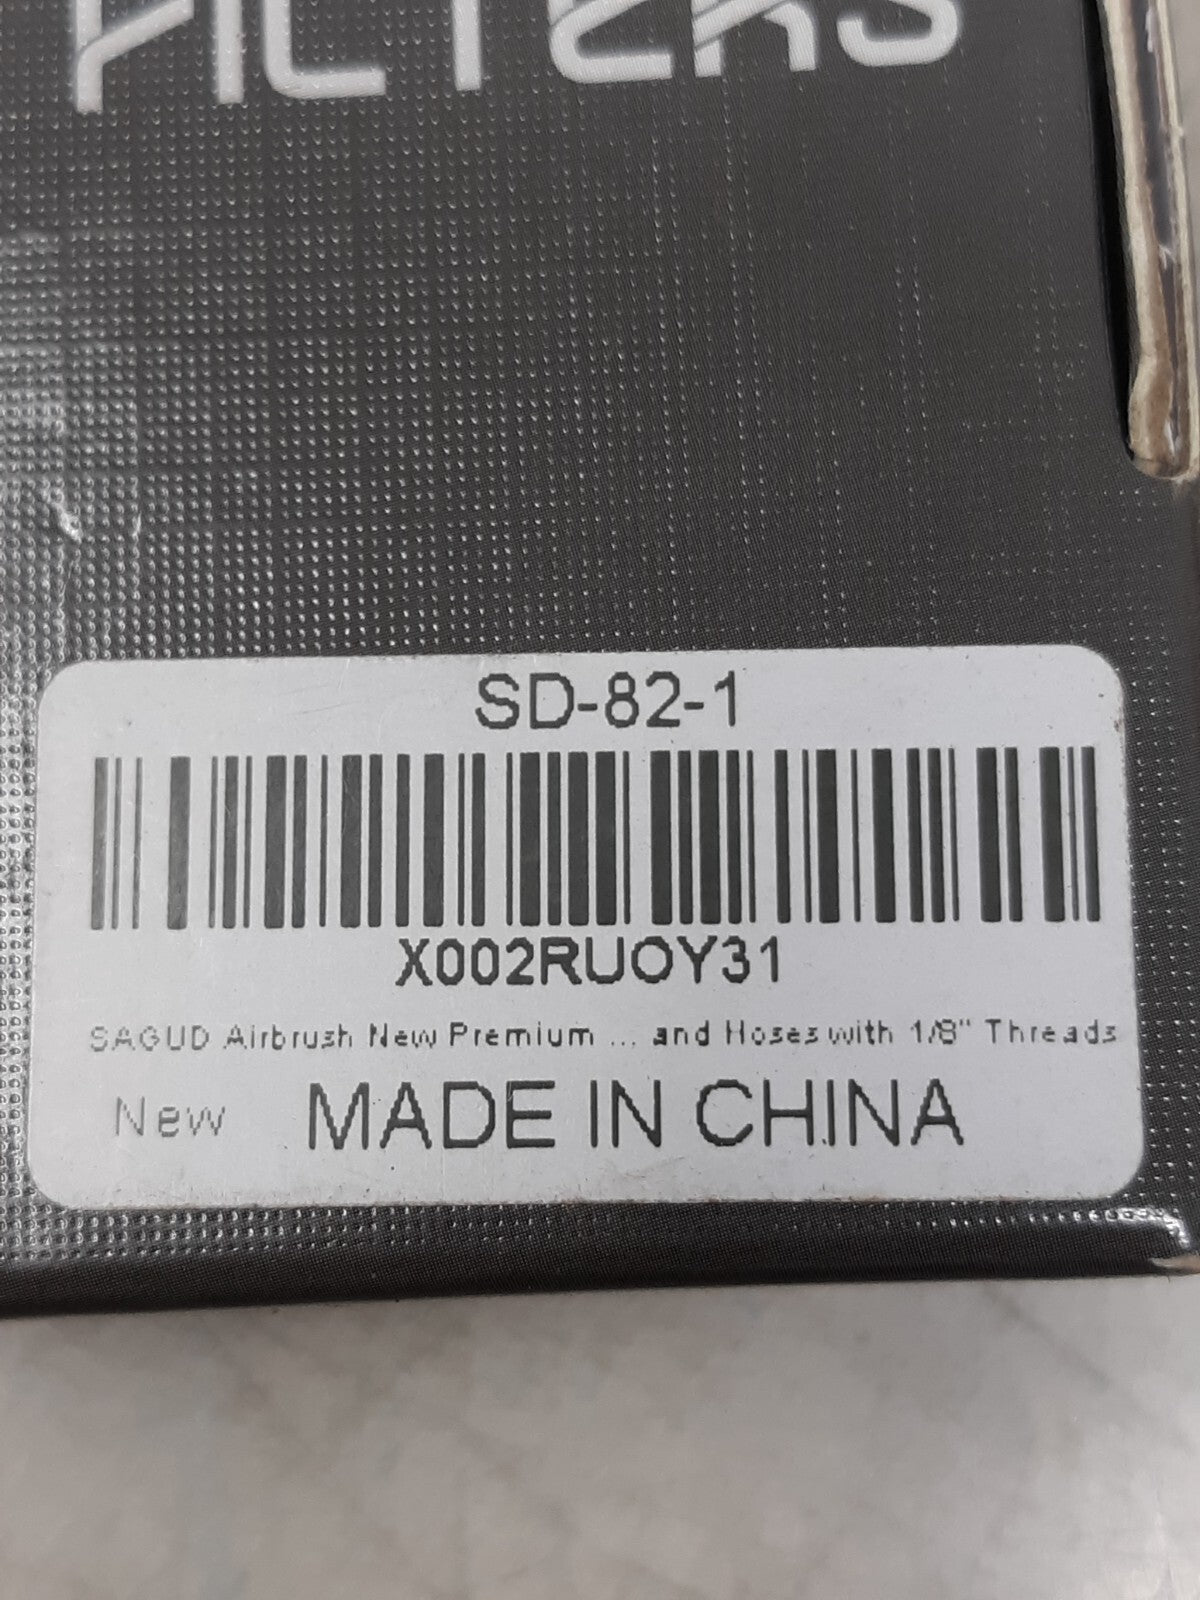 FILTERS
SD-82-1
X002RUOY31
SAGUD Airbrush New Premium ... and Hoses with 1/8" Threads
New MADE IN CHINA